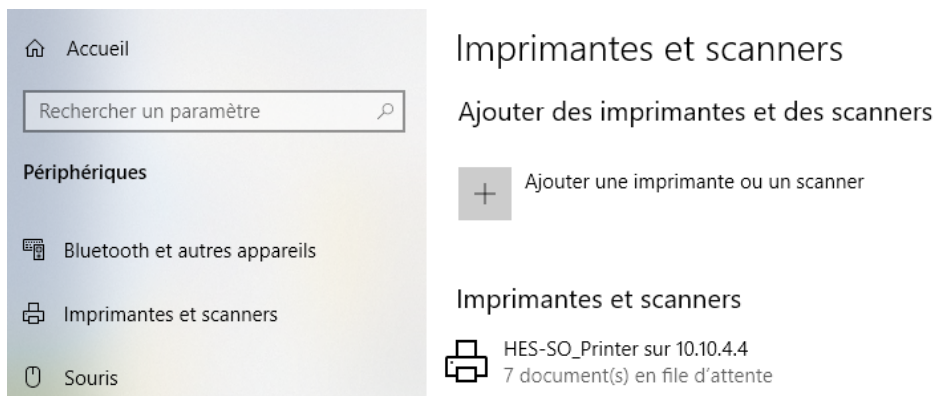 Accueil
Rechercher un paramètre
Périphériques
Bluetooth et autres appareils
Imprimantes et scanners
Souris
Imprimantes et scanners
Ajouter des imprimantes et des scanners
Ajouter une imprimante ou un scanner
Imprimantes et scanners
HES-SO_Printer sur 10.10.4.4
7 document(s) en file d'attente